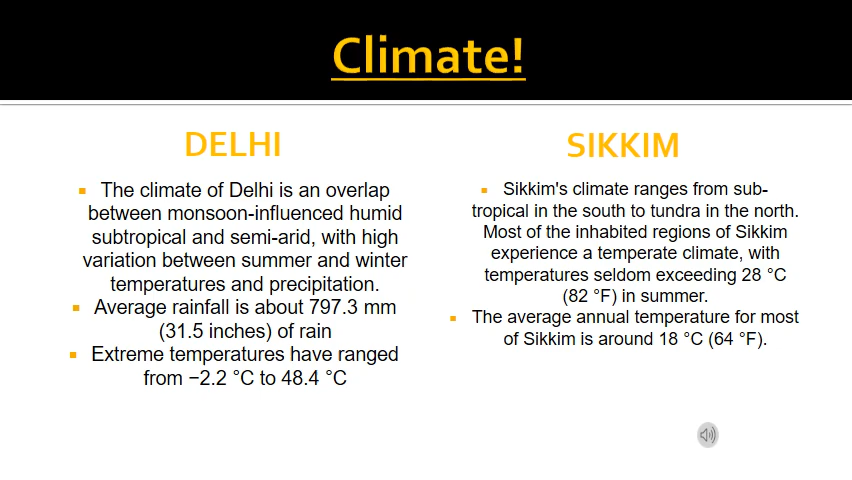 Climate!
DELHI
▪ The climate of Delhi is an overlap
between monsoon-influenced humid
subtropical and semi-arid, with high
variation between summer and winter
temperatures and precipitation.
▪ Average rainfall is about 797.3 mm
(31.5 inches) of rain
▪ Extreme temperatures have ranged
from −2.2 °C to 48.4 °C
SIKKIM
▪ Sikkim's climate ranges from sub-
tropical in the south to tundra in the north.
Most of the inhabited regions of Sikkim
experience a temperate climate, with
temperatures seldom exceeding 28 °C
(82 °F) in summer.
▪ The average annual temperature for most
of Sikkim is around 18 °C (64 °F).